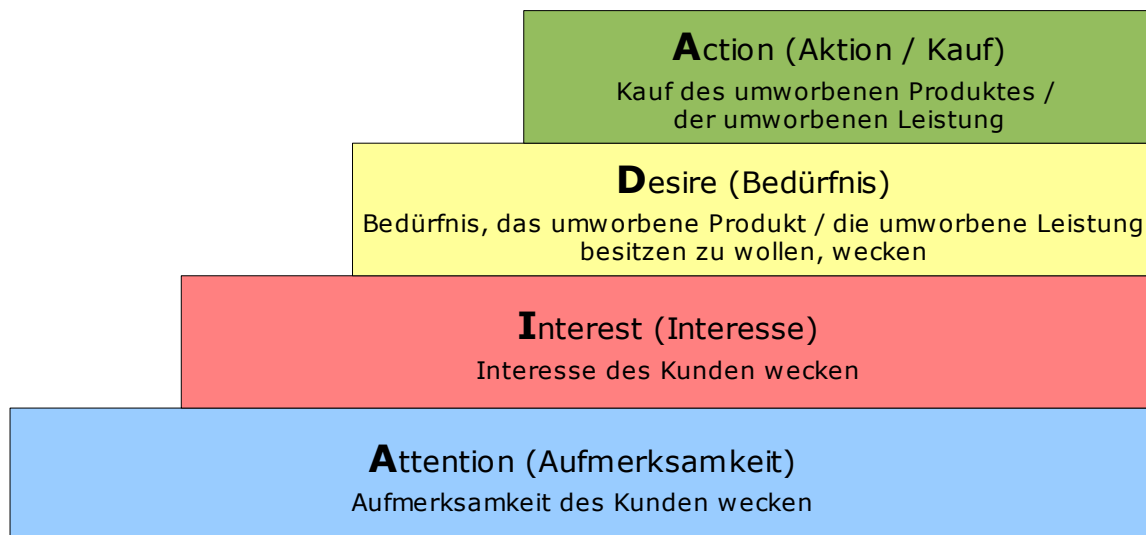 Action (Aktion / Kauf)
Kauf des umworbenen Produktes /
der umworbenen Leistung
Desire (Bedürfnis)
Bedürfnis, das umworbene Produkt / die umworbene Leistung
besitzen zu wollen, wecken
Interest (Interesse)
Interesse des Kunden wecken
Attention (Aufmerksamkeit)
Aufmerksamkeit des Kunden wecken